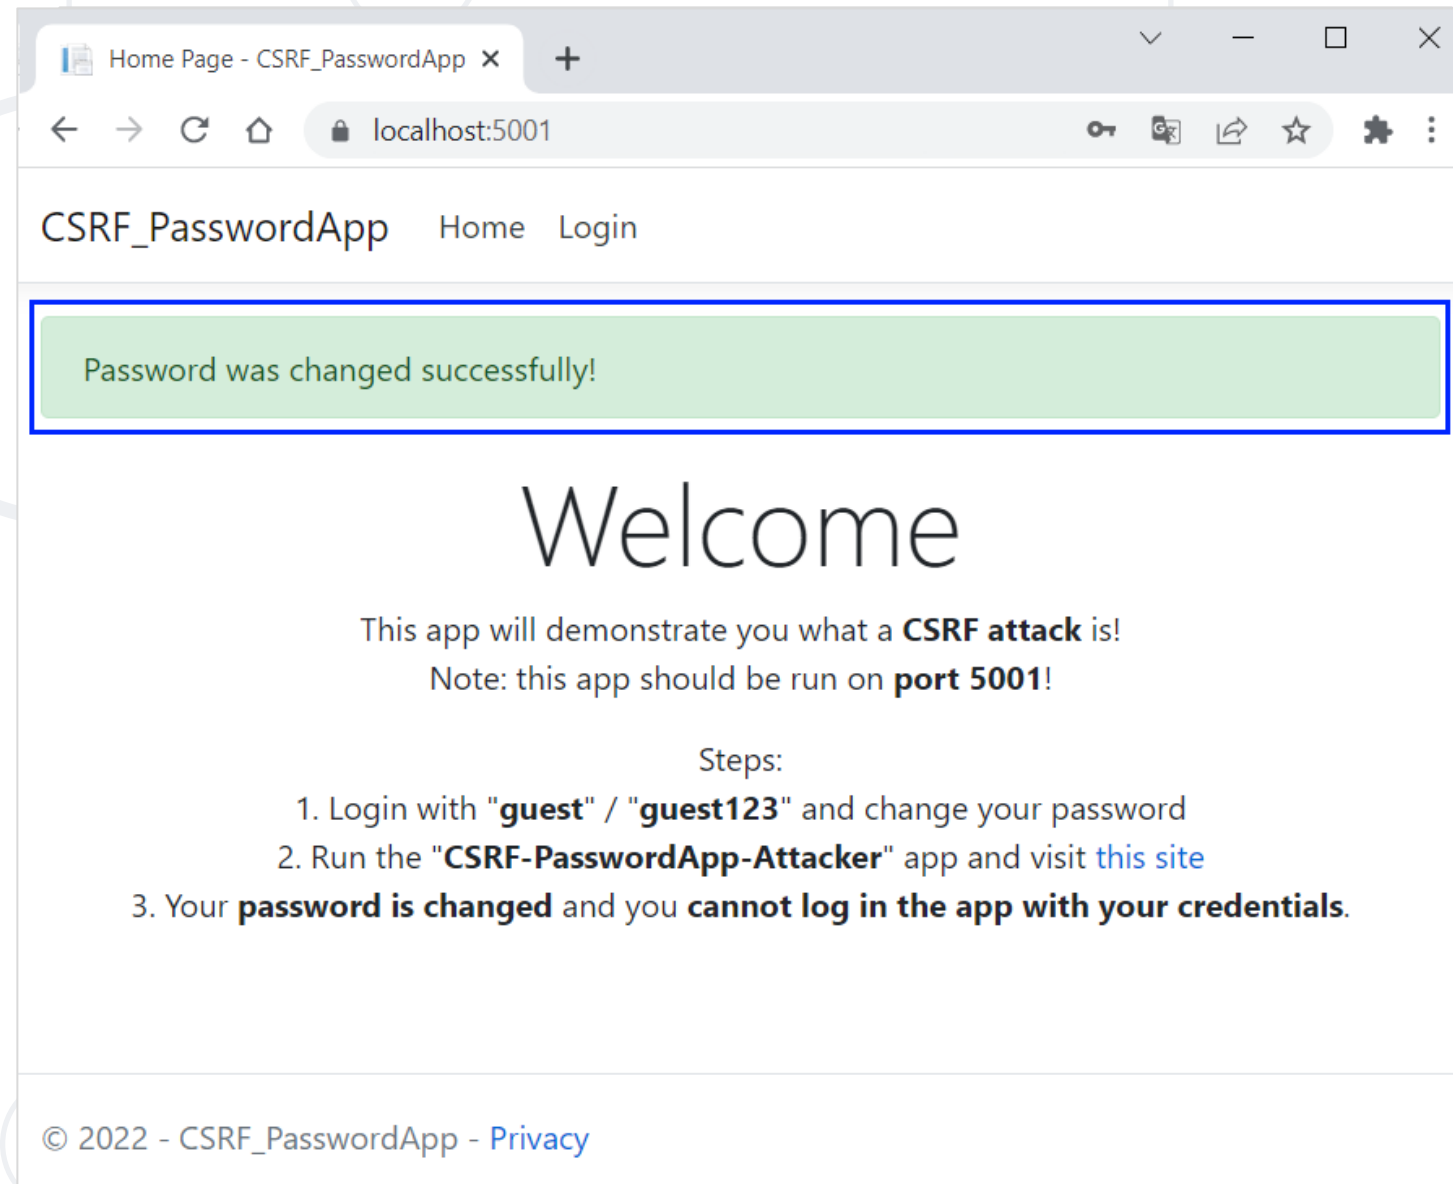 Home Page - CSRF_PasswordApp
localhost:5001
CSRF_PasswordApp Home Login
Password was changed successfully!
Welcome
This app will demonstrate you what a CSRF attack is!
Note: this app should be run on port 5001!
Steps:
1. Login with "guest" / "guest123" and change your password
2. Run the "CSRF-PasswordApp-Attacker" app and visit this site
3. Your password is changed and you cannot log in the app with your credentials.
© 2022 - CSRF_PasswordApp - Privacy